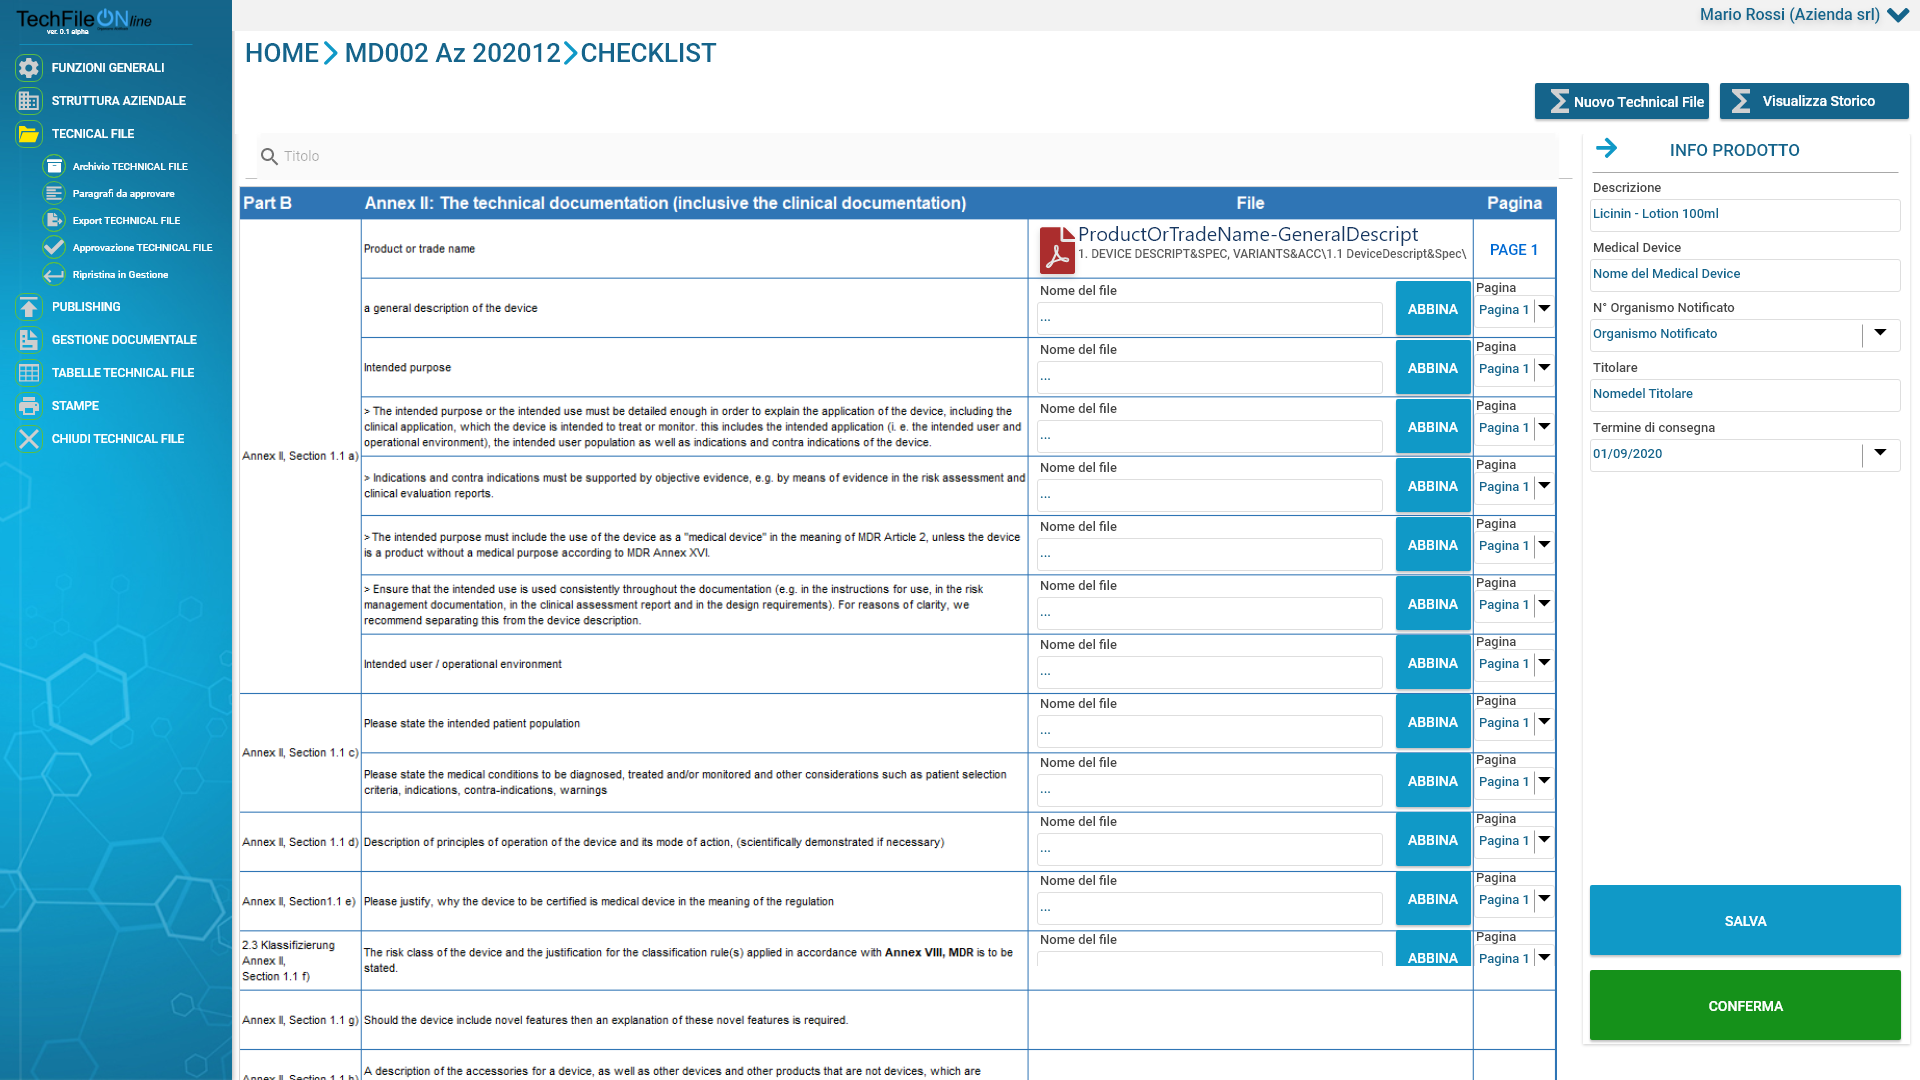 TechFileONline
ver. 0.1 alpha
Mario Rossi (Azienda srl)
HOME
MD002 Az 202012
CHECKLIST
FUNZIONI GENERALI
STRUTTURA AZIENDALE
TECNICAL FILE
Archivio TECHNICAL FILE
Paragrafi da approvare
Export TECHNICAL FILE
Approvazione TECHNICAL FILE
Ripristina in Gestione
PUBLISHING
GESTIONE DOCUMENTALE
TABELLE TECHNICAL FILE
STAMPE
CHIUDI TECHNICAL FILE
Nuovo Technical File
Visualizza Storico
Titolo
Part B
Annex II: The technical documentation (inclusive the clinical documentation)
File
Pagina
Annex II, Section 1.1 a)
Product or trade name
ProductOrTradeName-GeneralDescript
1. DEVICE DESCRIPT&SPEC, VARIANTS&ACC\1.1 DeviceDescript&Spec\
PAGE 1
a general description of the device
Nome del file
...
ABBINA
Pagina
Pagina 1
Intended purpose
Nome del file
...
ABBINA
Pagina
Pagina 1
> The intended purpose or the intended use must be detailed enough in order to explain the application of the device, including the
clinical application, which the device is intended to treat or monitor. this includes the intended application (i. e. the intended user and
operational environment), the intended user population as well as indications and contra indications of the device.
Nome del file
...
ABBINA
Pagina
Pagina 1
> Indications and contra indications must be supported by objective evidence, e.g. by means of evidence in the risk assessment and
clinical evaluation reports.
Nome del file
...
ABBINA
Pagina
Pagina 1
> The intended purpose must include the use of the device as a "medical device" in the meaning of MDR Article 2, unless the device
is a product without a medical purpose according to MDR Annex XVI.
Nome del file
...
ABBINA
Pagina
Pagina 1
> Ensure that the intended use is used consistently throughout the documentation (e.g. in the instructions for use, in the risk
management documentation, in the clinical assessment report and in the design requirements). For reasons of clarity, we
recommend separating this from the device description.
Nome del file
...
ABBINA
Pagina
Pagina 1
Intended user / operational environment
Nome del file
...
ABBINA
Pagina
Pagina 1
Annex II, Section 1.1 c)
Please state the intended patient population
Nome del file
...
ABBINA
Pagina
Pagina 1
Please state the medical conditions to be diagnosed, treated and/or monitored and other considerations such as patient selection
criteria, indications, contra-indications, warnings
Nome del file
...
ABBINA
Pagina
Pagina 1
Annex II, Section 1.1 d)
Description of principles of operation of the device and its mode of action, (scientifically demonstrated if necessary)
Nome del file
...
ABBINA
Pagina
Pagina 1
Annex II, Section1.1 e)
Please justify, why the device to be certified is medical device in the meaning of the regulation
Nome del file
...
ABBINA
Pagina
Pagina 1
2.3 Klassifizierung
Annex II,
Section 1.1 f)
The risk class of the device and the justification for the classification rule(s) applied in accordance with Annex VIII, MDR is to be
stated.
Nome del file
ABBINA
Pagina
Pagina 1
Annex II, Section 1.1 g)
Should the device include novel features then an explanation of these novel features is required.
Annex II, Section 1.1 h)
A description of the accessories for a device, as well as other devices and other products that are not devices, which are
INFO PRODOTTO
Descrizione
Licinin - Lotion 100ml
Medical Device
Nome del Medical Device
N° Organismo Notificato
Organismo Notificato
Titolare
Nomedel Titolare
Termine di consegna
01/09/2020
SALVA
CONFERMA